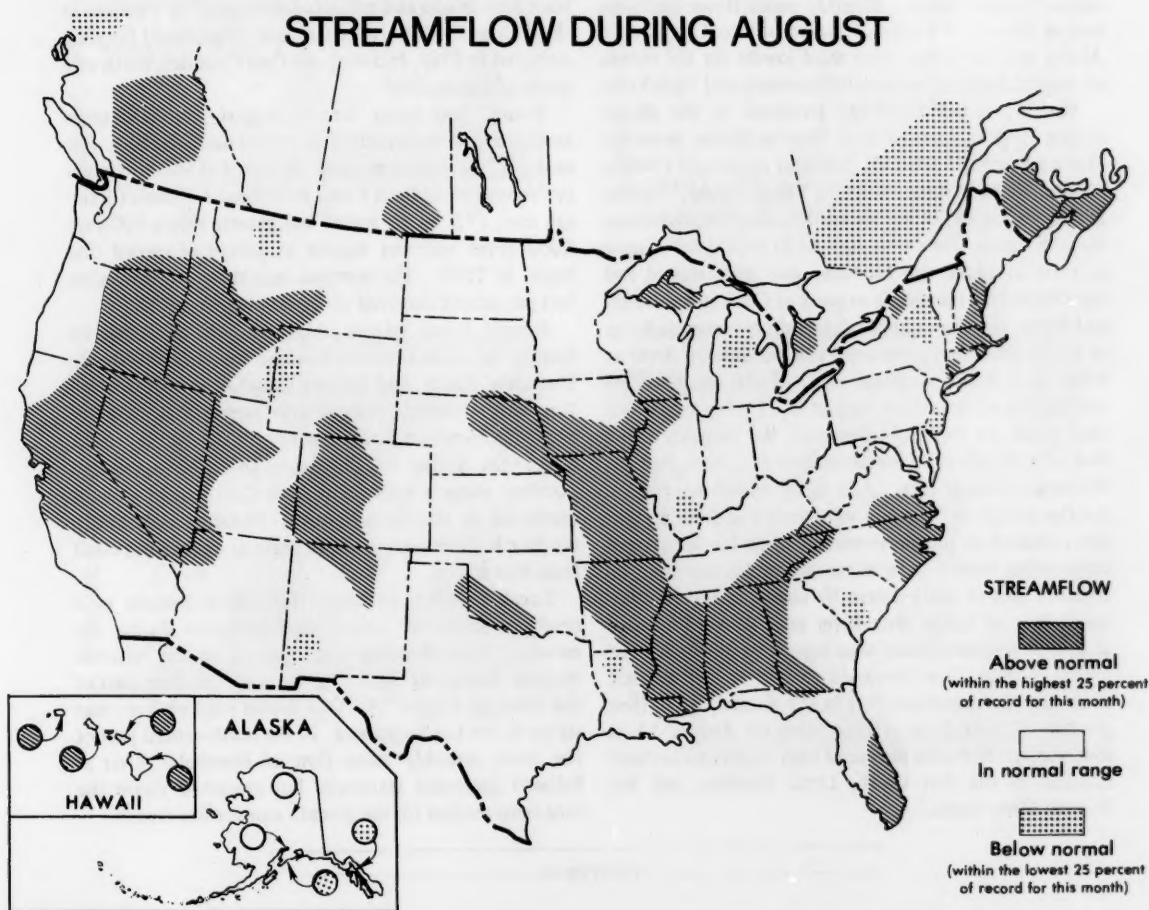 STREAMFLOW DURING AUGUST
STREAMFLOW
Above normal
(within the highest 25 percent
of record for this month)
In normal range
Below normal
(within the lowest 25 percent
of record for this month)
ALASKA
HAWAII